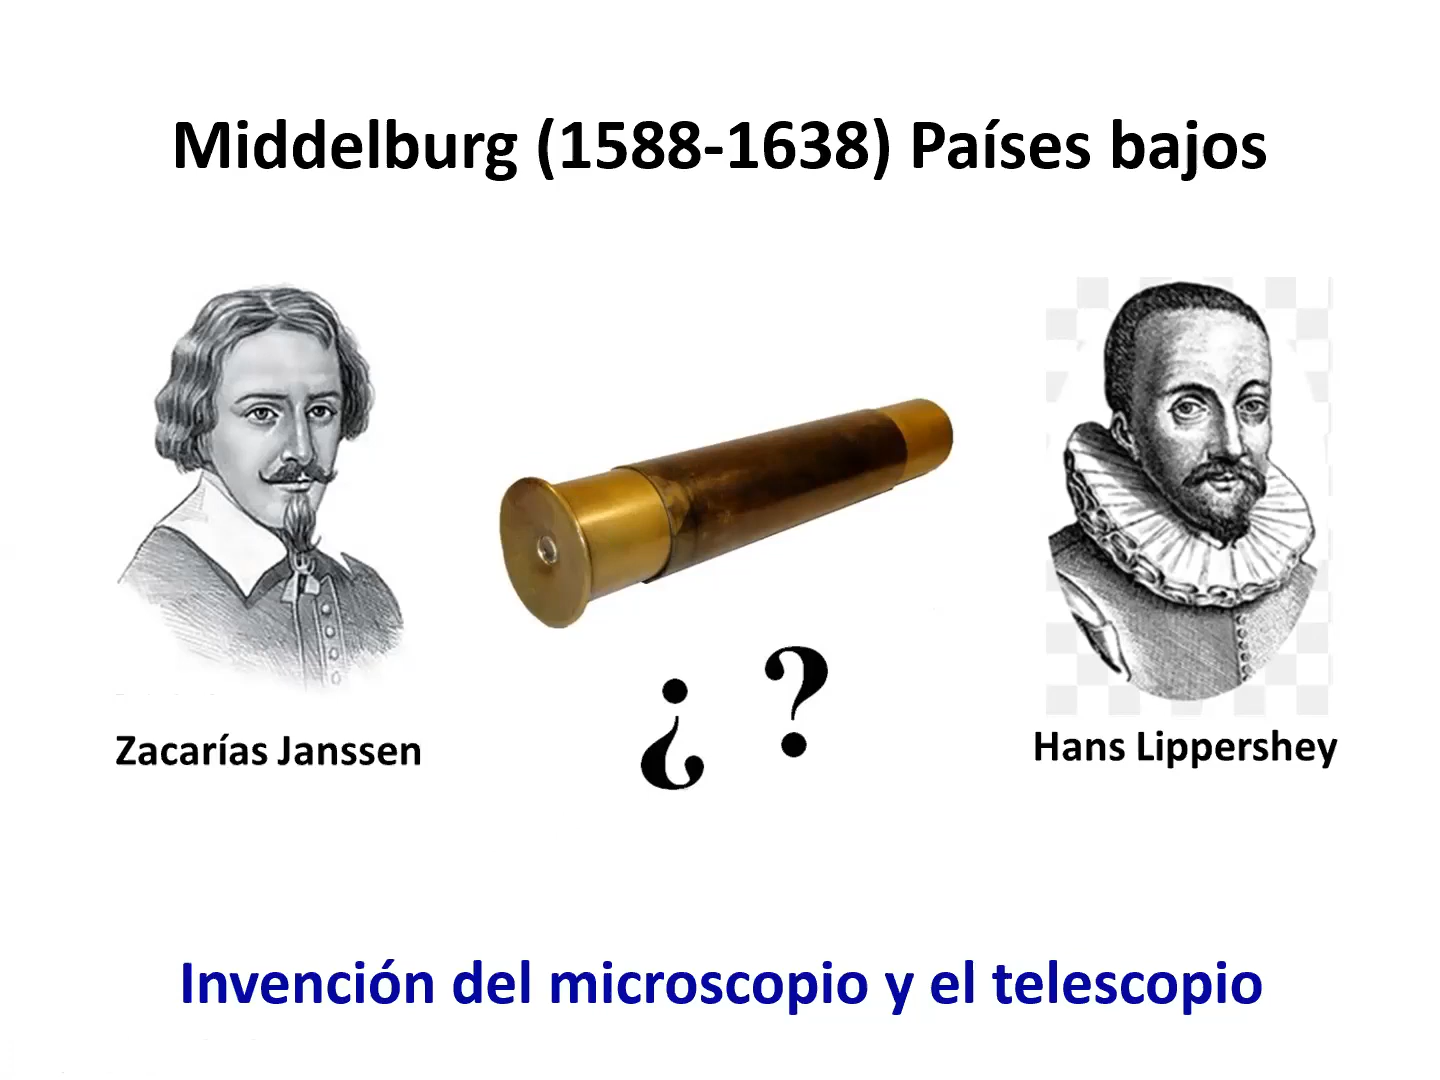 Middelburg (1588-1638) Países bajos
¿ ?
Zacarías Janssen
Hans Lippershey
Invención del microscopio y el telescopio